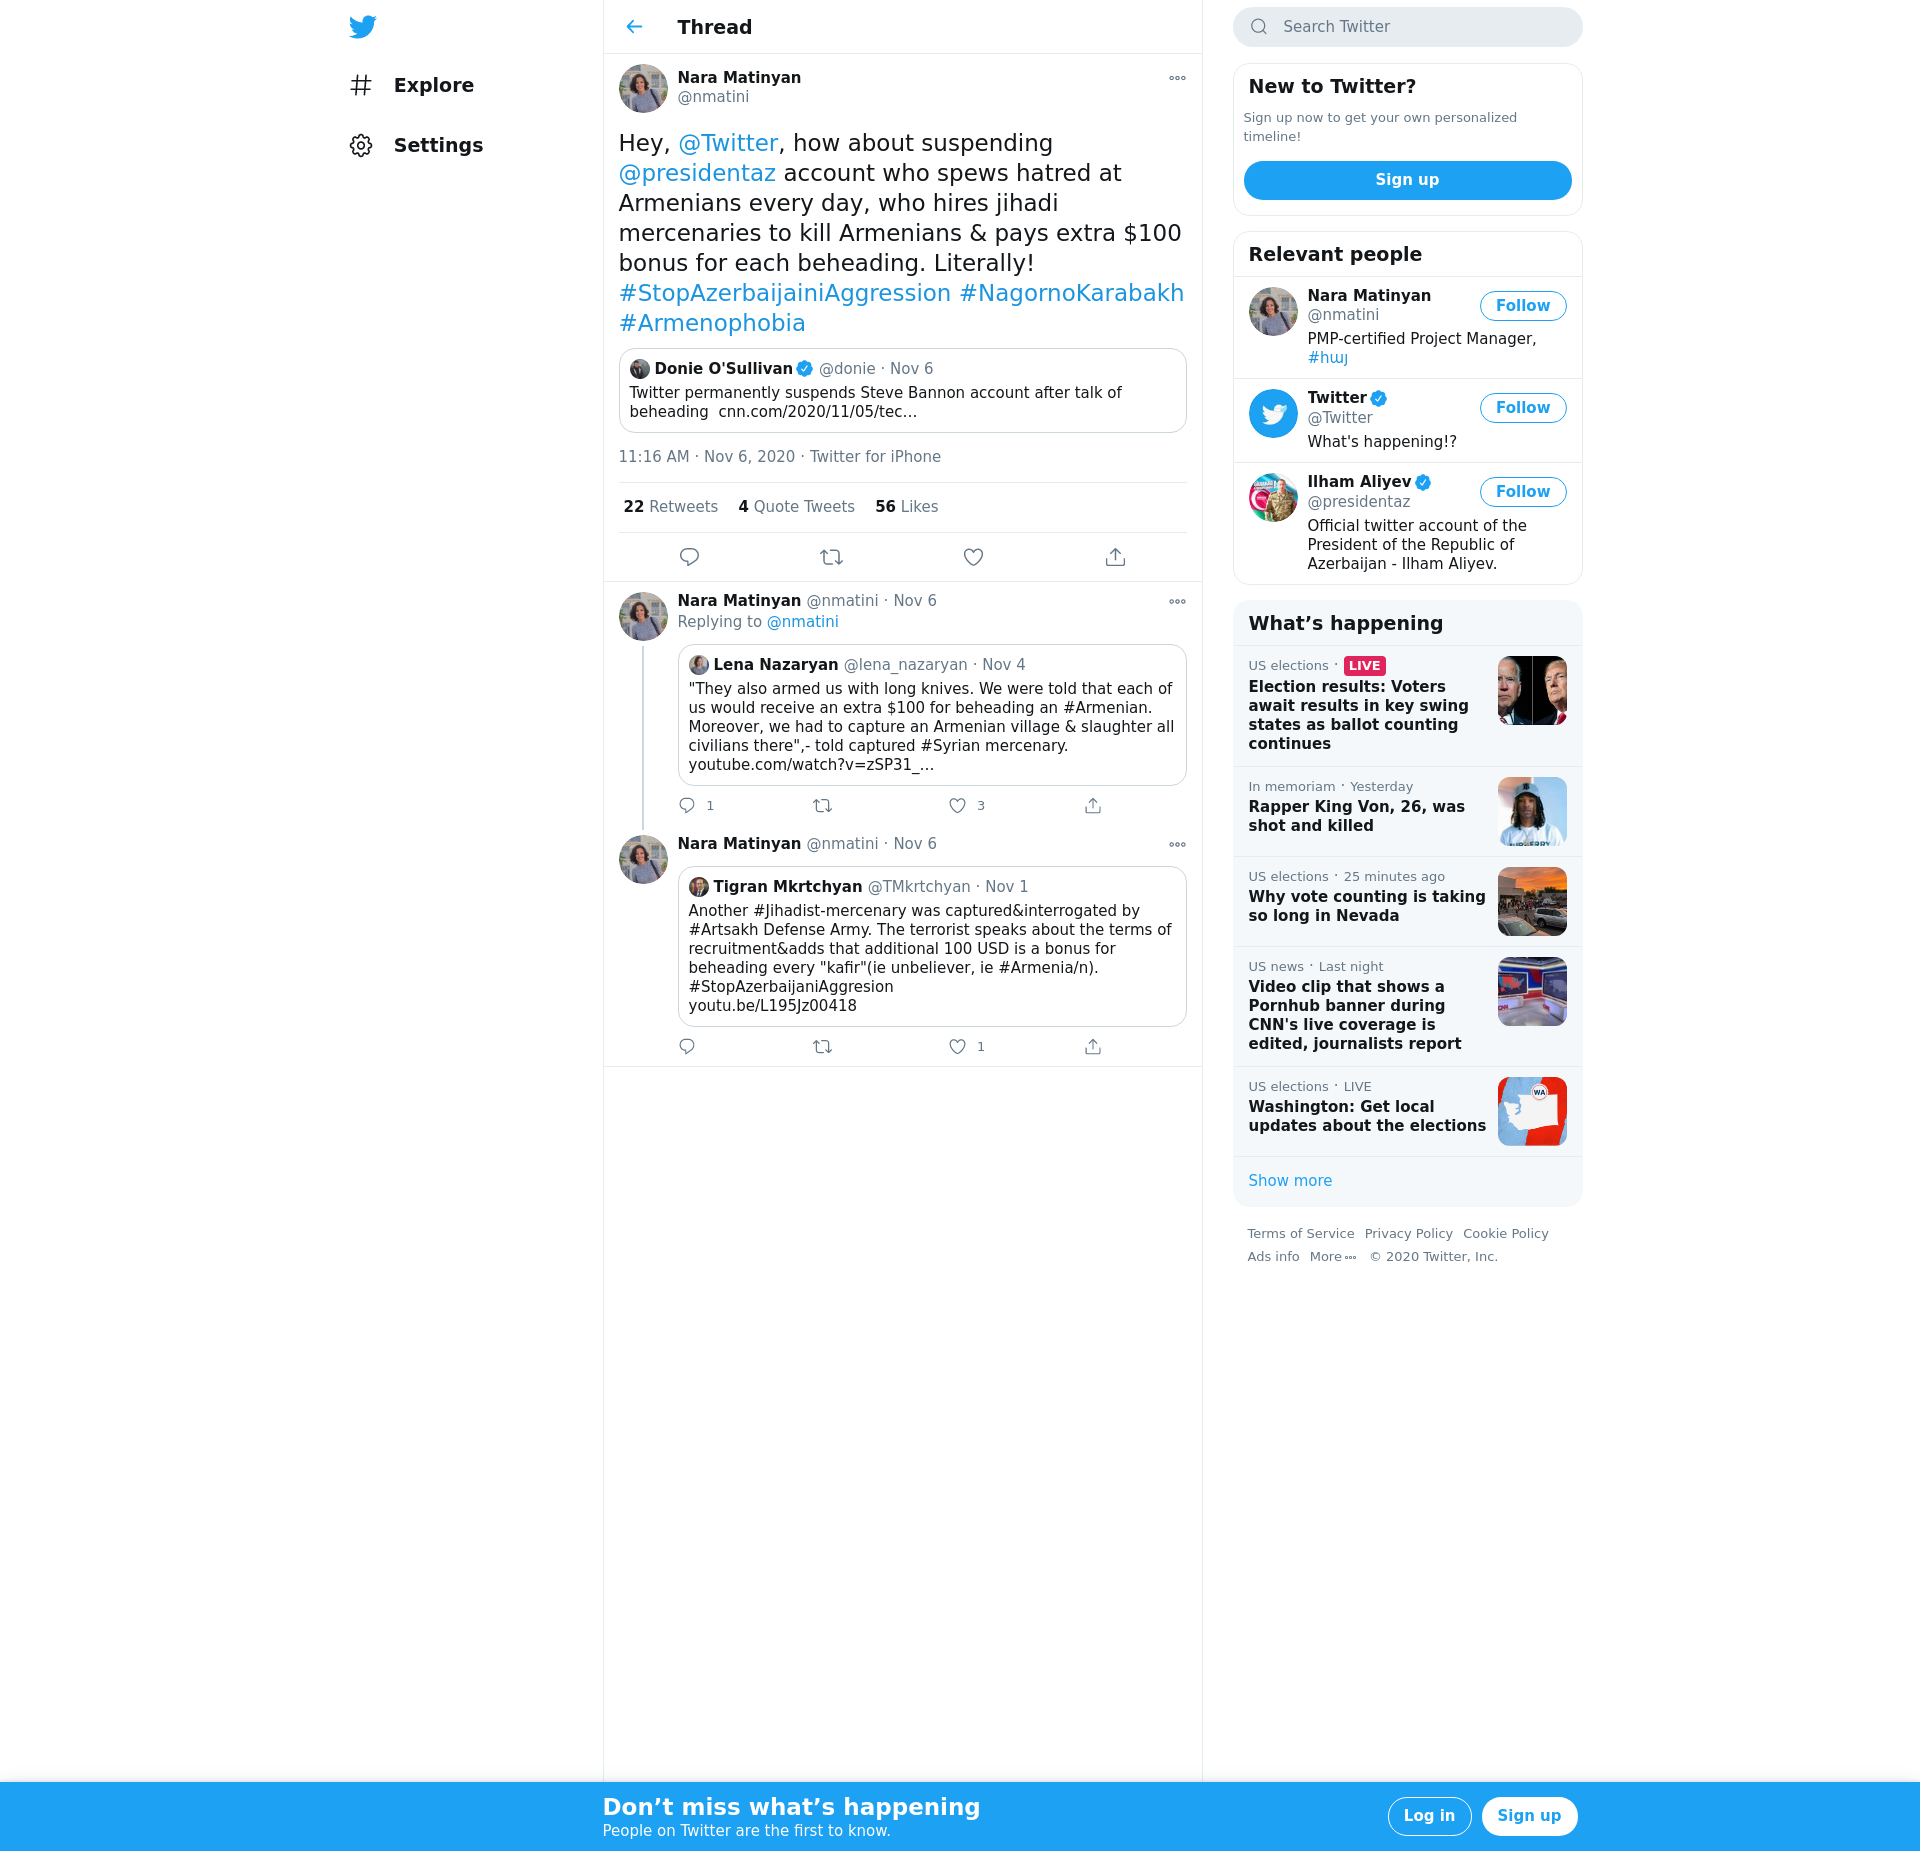 Explore
Settings
Thread
Nara Matinyan
@nmatini
Hey, @Twitter, how about suspending
@presidentaz account who spews hatred at
Armenians every day, who hires jihadi
mercenaries to kill Armenians & pays extra $100
bonus for each beheading. Literally!
#StopAzerbaijainiAggression #NagornoKarabakh
#Armenophobia
Donie O'Sullivan @donie · Nov 6
Twitter permanently suspends Steve Bannon account after talk of
beheading cnn.com/2020/11/05/tec…
11:16 AM · Nov 6, 2020 · Twitter for iPhone
22 Retweets 4 Quote Tweets 56 Likes
Nara Matinyan @nmatini · Nov 6
Replying to @nmatini
Lena Nazaryan @lena_nazaryan · Nov 4
"They also armed us with long knives. We were told that each of
us would receive an extra $100 for beheading an #Armenian.
Moreover, we had to capture an Armenian village & slaughter all
civilians there",- told captured #Syrian mercenary.
youtube.com/watch?v=zSP31_…
1 3
Nara Matinyan @nmatini · Nov 6
Tigran Mkrtchyan @TMkrtchyan · Nov 1
Another #Jihadist-mercenary was captured&interrogated by
#Artsakh Defense Army. The terrorist speaks about the terms of
recruitment&adds that additional 100 USD is a bonus for
beheading every "kafir"(ie unbeliever, ie #Armenia/n).
#StopAzerbaijaniAggresion
youtu.be/L195Jz00418
1
Search Twitter
New to Twitter?
Sign up now to get your own personalized
timeline!
Sign up
Relevant people
Nara Matinyan
@nmatini
Follow
PMP-certified Project Manager,
#հայ
Twitter
@Twitter
Follow
What's happening!?
Ilham Aliyev
@presidentaz
Follow
Official twitter account of the
President of the Republic of
Azerbaijan - Ilham Aliyev.
What’s happening
US elections · LIVE
Election results: Voters
await results in key swing
states as ballot counting
continues
In memoriam · Yesterday
Rapper King Von, 26, was
shot and killed
US elections · 25 minutes ago
Why vote counting is taking
so long in Nevada
US news · Last night
Video clip that shows a
Pornhub banner during
CNN's live coverage is
edited, journalists report
US elections · LIVE
Washington: Get local
updates about the elections
WA
Show more
Terms of Service Privacy Policy Cookie Policy
Ads info More © 2020 Twitter, Inc.
Don’t miss what’s happening
People on Twitter are the first to know.
Log in
Sign up